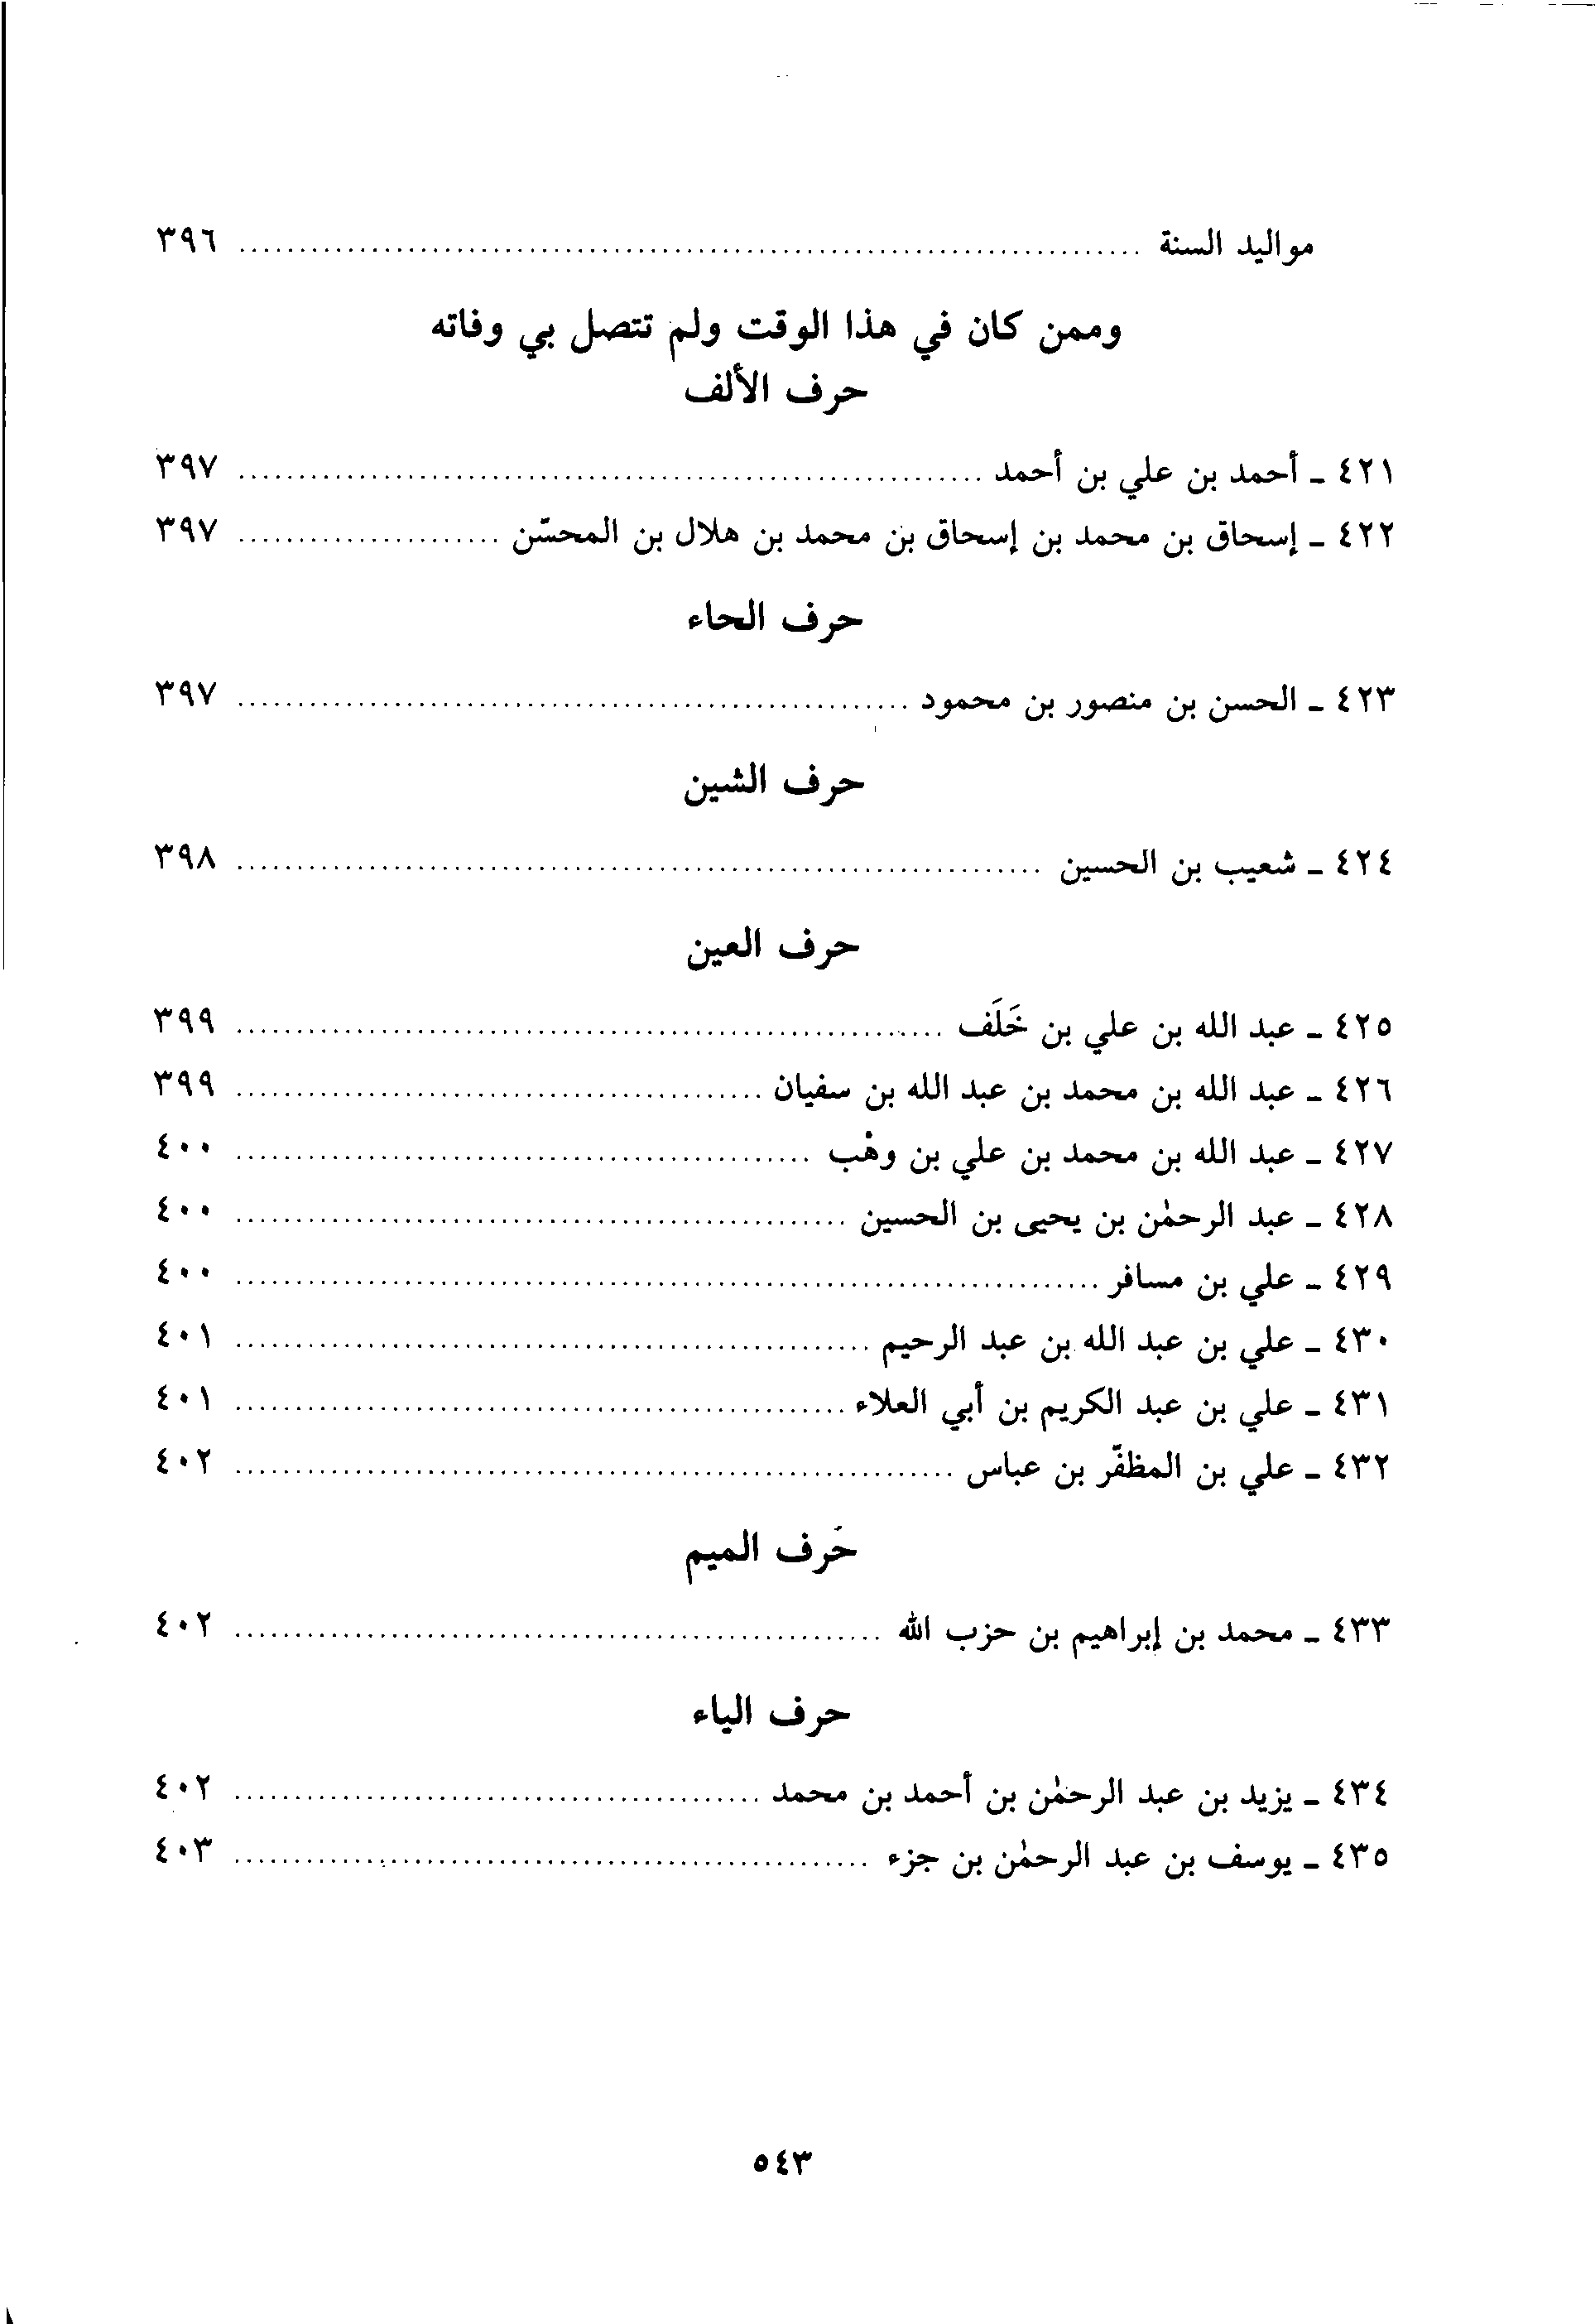 مواليد السنة ........ ٣٩٦
وممن كان في هذا الوقت ولم تتصل بي وفاته
حرف الألف
٤٢١ - أحمد بن علي بن أحمد ........ ٣٩٧
٤٢٢ - إسحاق بن محمد بن إسحاق بن محمد بن هلال بن المحسّن ........ ٣٩٧
حرف الحاء
٤٢٣ - الحسن بن منصور بن محمود ........ ٣٩٧
حرف الشين
٤٢٤ - شعيب بن الحسين ........ ٣٩٨
حرف العين
٤٢٥ - عبد الله بن علي بن خَلَف ........ ٣٩٩
٤٢٦ - عبد الله بن محمد بن عبد الله بن سفيان ........ ٣٩٩
٤٢٧ - عبد الله بن محمد بن علي بن وهْب ........ ٤٠٠
٤٢٨ - عبد الرحمٰن بن يحيى بن الحسين ........ ٤٠٠
٤٢٩ - علي بن مسافر ........ ٤٠٠
٤٣٠ - علي بن عبد الله بن عبد الرحيم ........ ٤٠١
٤٣١ - علي بن عبد الكريم بن أبي العلاء ........ ٤٠١
٤٣٢ - علي بن المظفّر بن عباس ........ ٤٠٢
حَرف الميم
٤٣٣ - محمد بن إبراهيم بن حزب الله ........ ٤٠٢
حرف الياء
٤٣٤ - يزيد بن عبد الرحمٰن بن أحمد بن محمد ........ ٤٠٢
٤٣٥ - يوسف بن عبد الرحمٰن بن جزء ........ ٤٠٣
٥٤٣